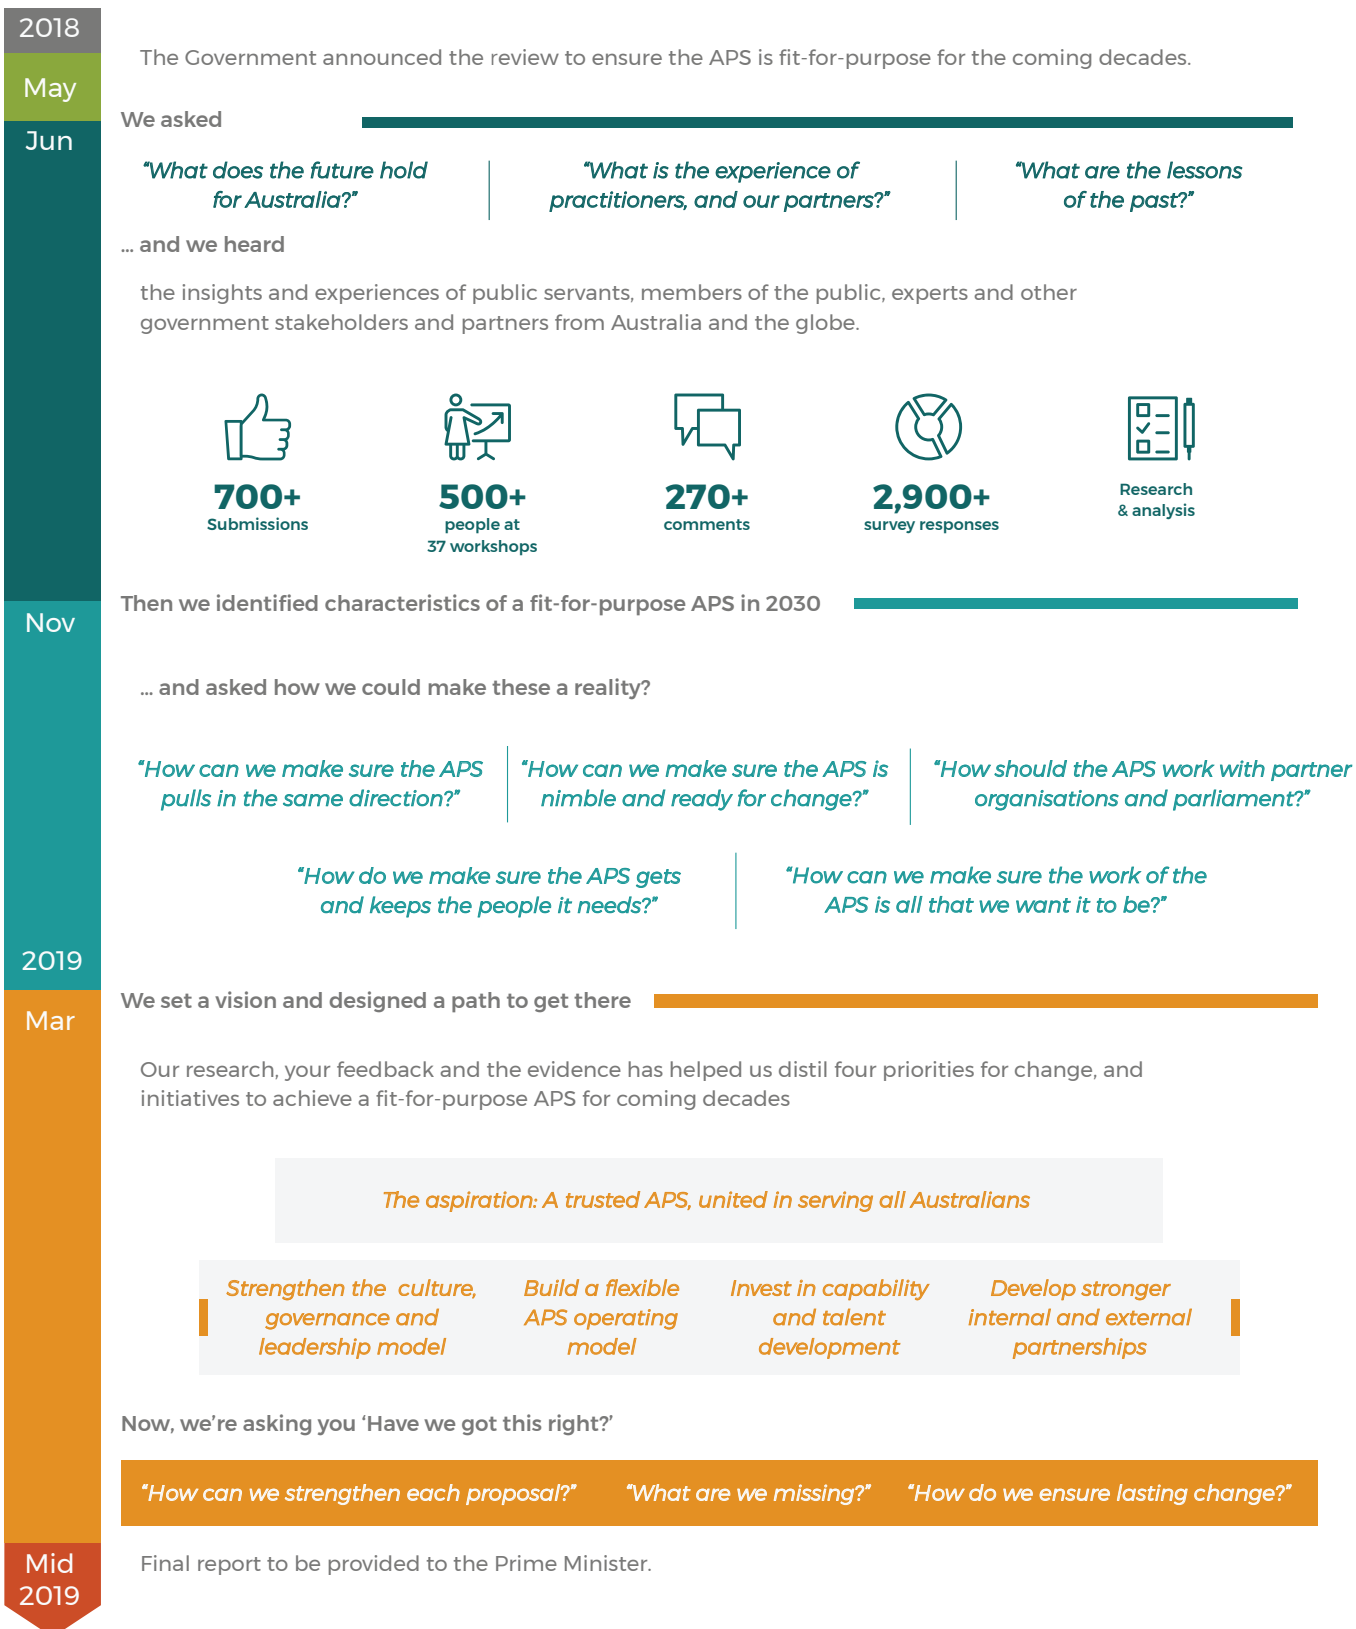 2018
The Government announced the review to ensure the APS is fit-for-purpose for the coming decades.
May
We asked
Jun
“What does the future hold
for Australia?”
“What is the experience of
practitioners, and our partners?”
“What are the lessons
of the past?”
... and we heard
the insights and experiences of public servants, members of the public, experts and other
government stakeholders and partners from Australia and the globe.
700+
Submissions
500+
people at
37 workshops
270+
comments
2,900+
survey responses
Research
& analysis
Then we identified characteristics of a fit-for-purpose APS in 2030
Nov
... and asked how we could make these a reality?
“How can we make sure the APS
pulls in the same direction?”
“How can we make sure the APS is
nimble and ready for change?”
“How should the APS work with partner
organisations and parliament?”
“How do we make sure the APS gets
and keeps the people it needs?”
“How can we make sure the work of the
APS is all that we want it to be?”
2019
We set a vision and designed a path to get there
Mar
Our research, your feedback and the evidence has helped us distil four priorities for change, and
initiatives to achieve a fit-for-purpose APS for coming decades
The aspiration: A trusted APS, united in serving all Australians
Strengthen the culture,
governance and
leadership model
Build a flexible
APS operating
model
Invest in capability
and talent
development
Develop stronger
internal and external
partnerships
Now, we’re asking you ‘Have we got this right?’
“How can we strengthen each proposal?”
“What are we missing?”
“How do we ensure lasting change?”
Mid
2019
Final report to be provided to the Prime Minister.